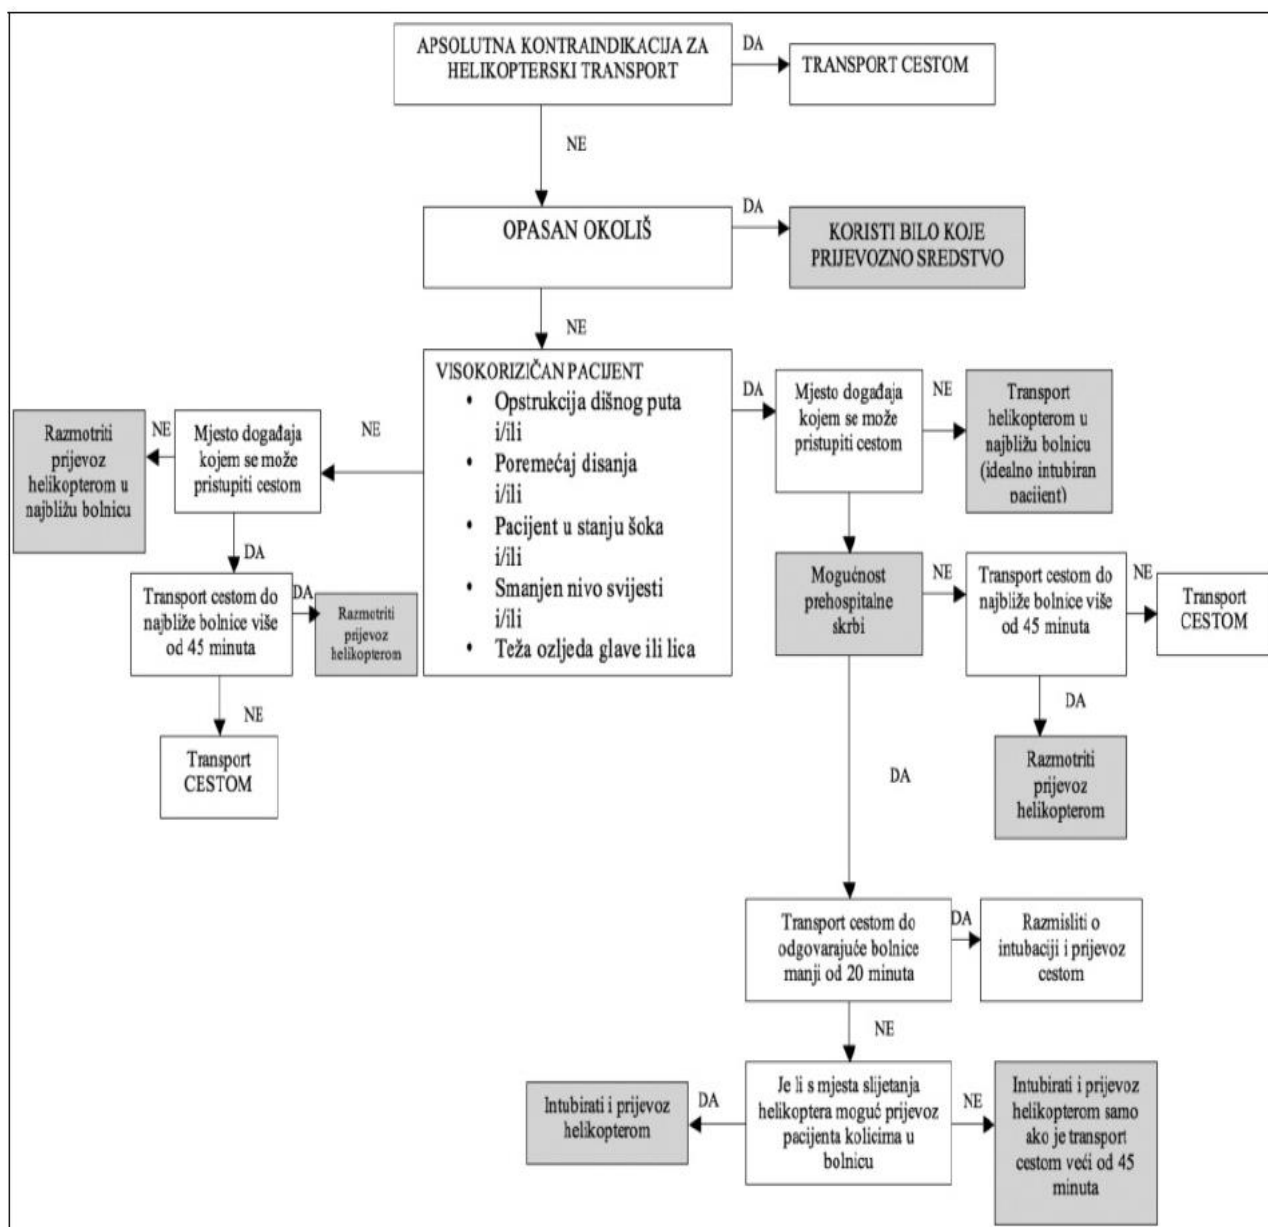 APSOLUTNA KONTRAINDIKACIJA ZA
HELIKOPTERSKI TRANSPORT
DA
TRANSPORT CESTOM
NE
OPASAN OKOLIŠ
DA
KORISTI BILO KOJE
PRIJEVOZNO SREDSTVO
NE
VISOKORIZIČAN PACIJENT
• Opstrukcija dišnog puta
i/ili
• Poremećaj disanja
i/ili
• Pacijent u stanju šoka
i/ili
• Smanjen nivo svijesti
i/ili
• Teža ozljeda glave ili lica
NE
Mjesto događaja
kojem se može
pristupiti cestom
NE
Razmotriti
prijevoz
helikopterom u
najbližu bolnicu
DA
Transport cestom do
najbliže bolnice više
od 45 minuta
DA
Razmotriti
prijevoz
helikopterom
NE
Transport
CESTOM
DA
Mjesto događaja
kojem se može
pristupiti cestom
NE
Transport
helikopterom u
najbližu bolnicu
(idealno intubiran
pacijent)
Mogućnost
prehospitalne
skrbi
NE
Transport cestom do
najbliže bolnice više
od 45 minuta
NE
Transport
CESTOM
DA
Razmotriti
prijevoz
helikopterom
DA
Transport cestom do
odgovarajuće bolnice
manji od 20 minuta
DA
Razmisliti o
intubaciji i prijevoz
cestom
NE
Je li s mjesta slijetanja
helikoptera moguć prijevoz
pacijenta kolicima u
bolnicu
DA
Intubirati i prijevoz
helikopterom
NE
Intubirati i prijevoz
helikopterom samo
ako je transport
cestom veći od 45
minuta